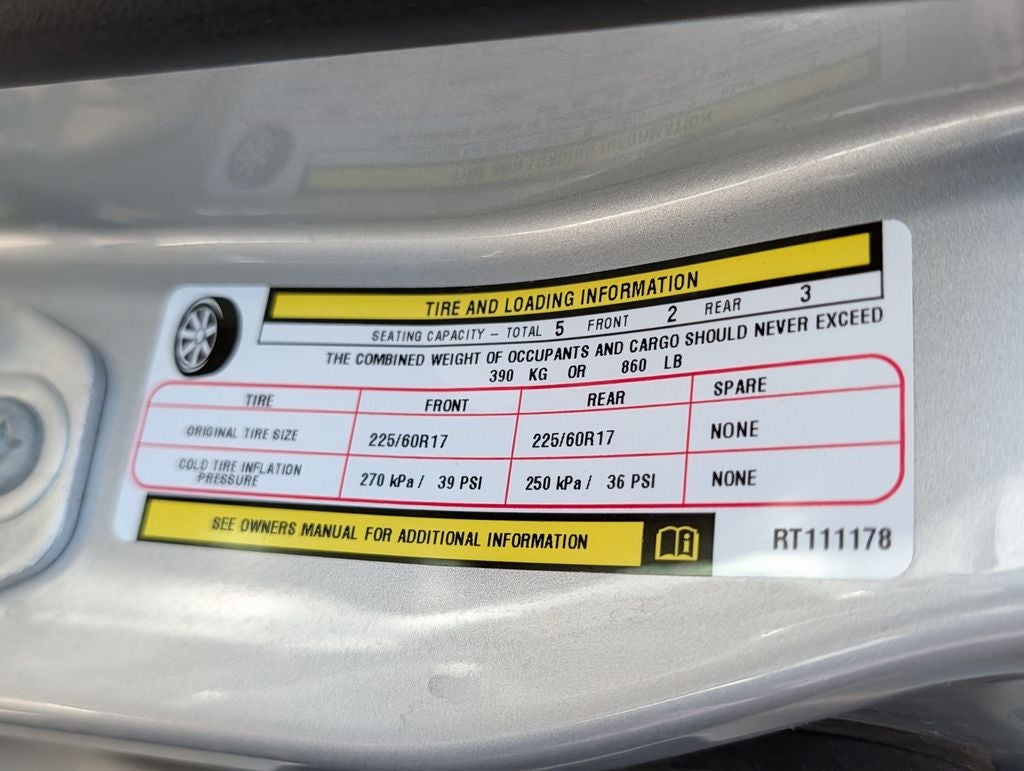 TIRE AND LOADING INFORMATION
SEATING CAPACITY – TOTAL 5 FRONT 2 REAR 3
THE COMBINED WEIGHT OF OCCUPANTS AND CARGO SHOULD NEVER EXCEED
390 KG OR 860 LB
TIRE FRONT REAR SPARE
ORIGINAL TIRE SIZE 225/60R17 225/60R17 NONE
COLD TIRE INFLATION
PRESSURE 270 kPa / 39 PSI 250 kPa / 36 PSI NONE
SEE OWNERS MANUAL FOR ADDITIONAL INFORMATION
RT111178